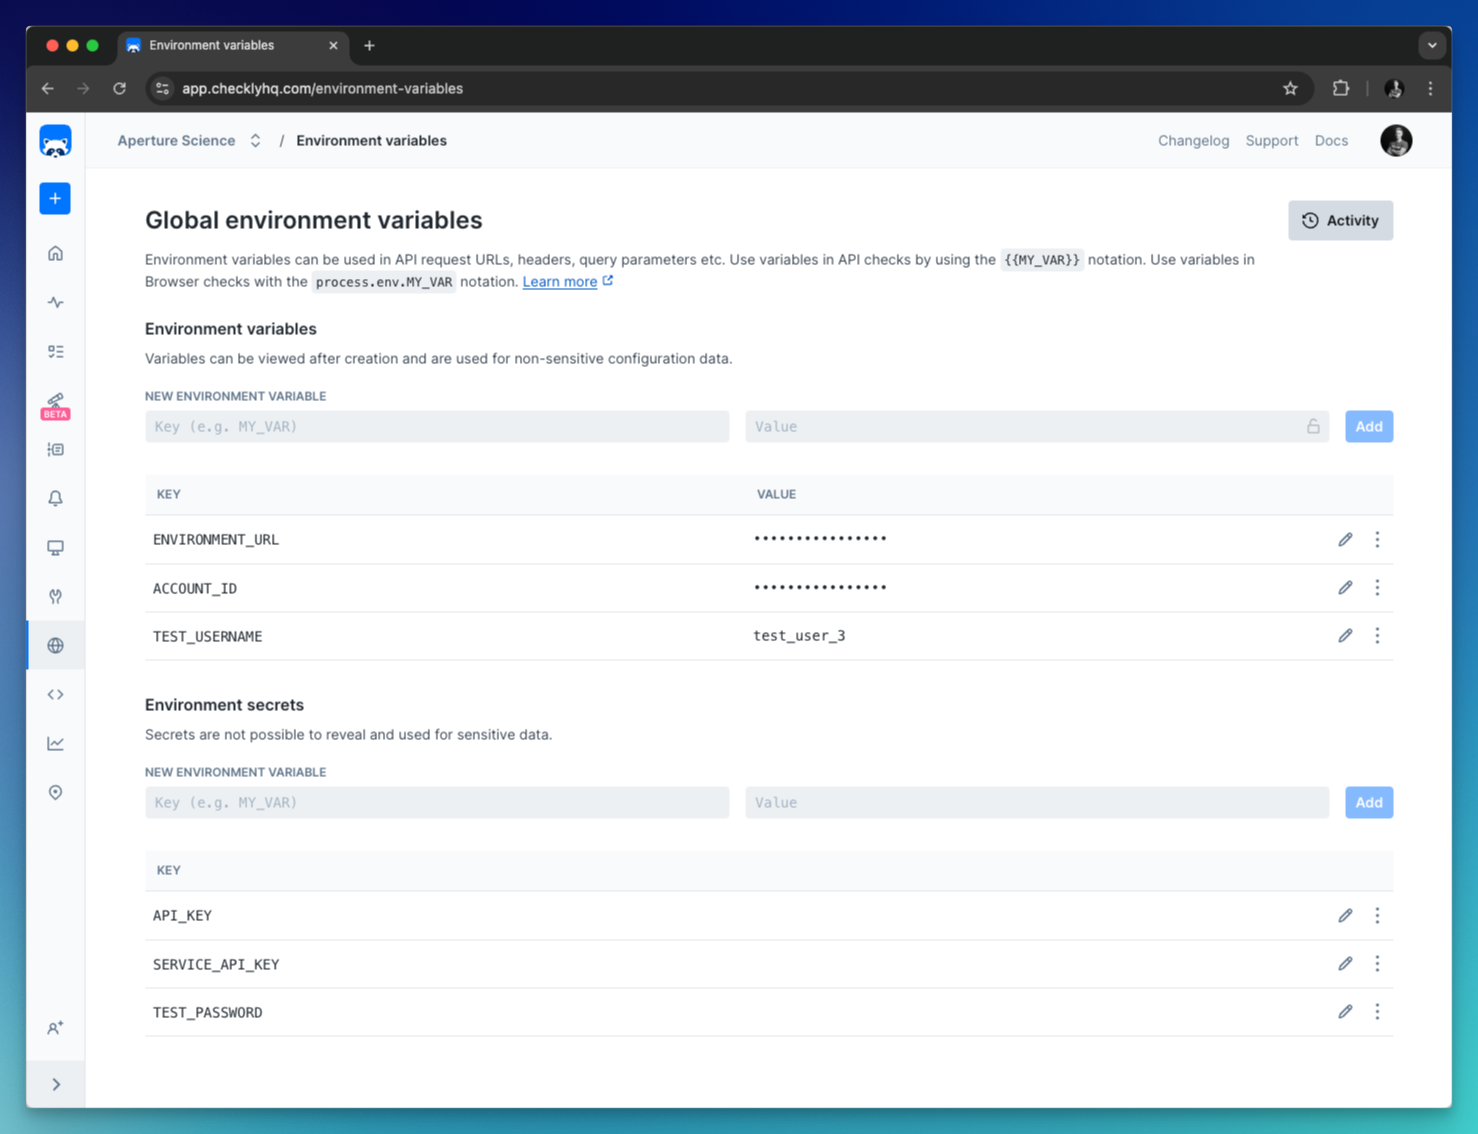 Environment variables
app.checklyhq.com/environment-variables
Aperture Science / Environment variables
Changelog Support Docs
Global environment variables
Activity
Environment variables can be used in API request URLs, headers, query parameters etc. Use variables in API checks by using the {{MY_VAR}} notation. Use variables in
Browser checks with the process.env.MY_VAR notation. Learn more
Environment variables
Variables can be viewed after creation and are used for non-sensitive configuration data.
NEW ENVIRONMENT VARIABLE
Key (e.g. MY_VAR) Value Add
KEY VALUE
ENVIRONMENT_URL ••••••••••••••••
ACCOUNT_ID ••••••••••••••••
TEST_USERNAME test_user_3
Environment secrets
Secrets are not possible to reveal and used for sensitive data.
NEW ENVIRONMENT VARIABLE
Key (e.g. MY_VAR) Value Add
KEY
API_KEY
SERVICE_API_KEY
TEST_PASSWORD
BETA